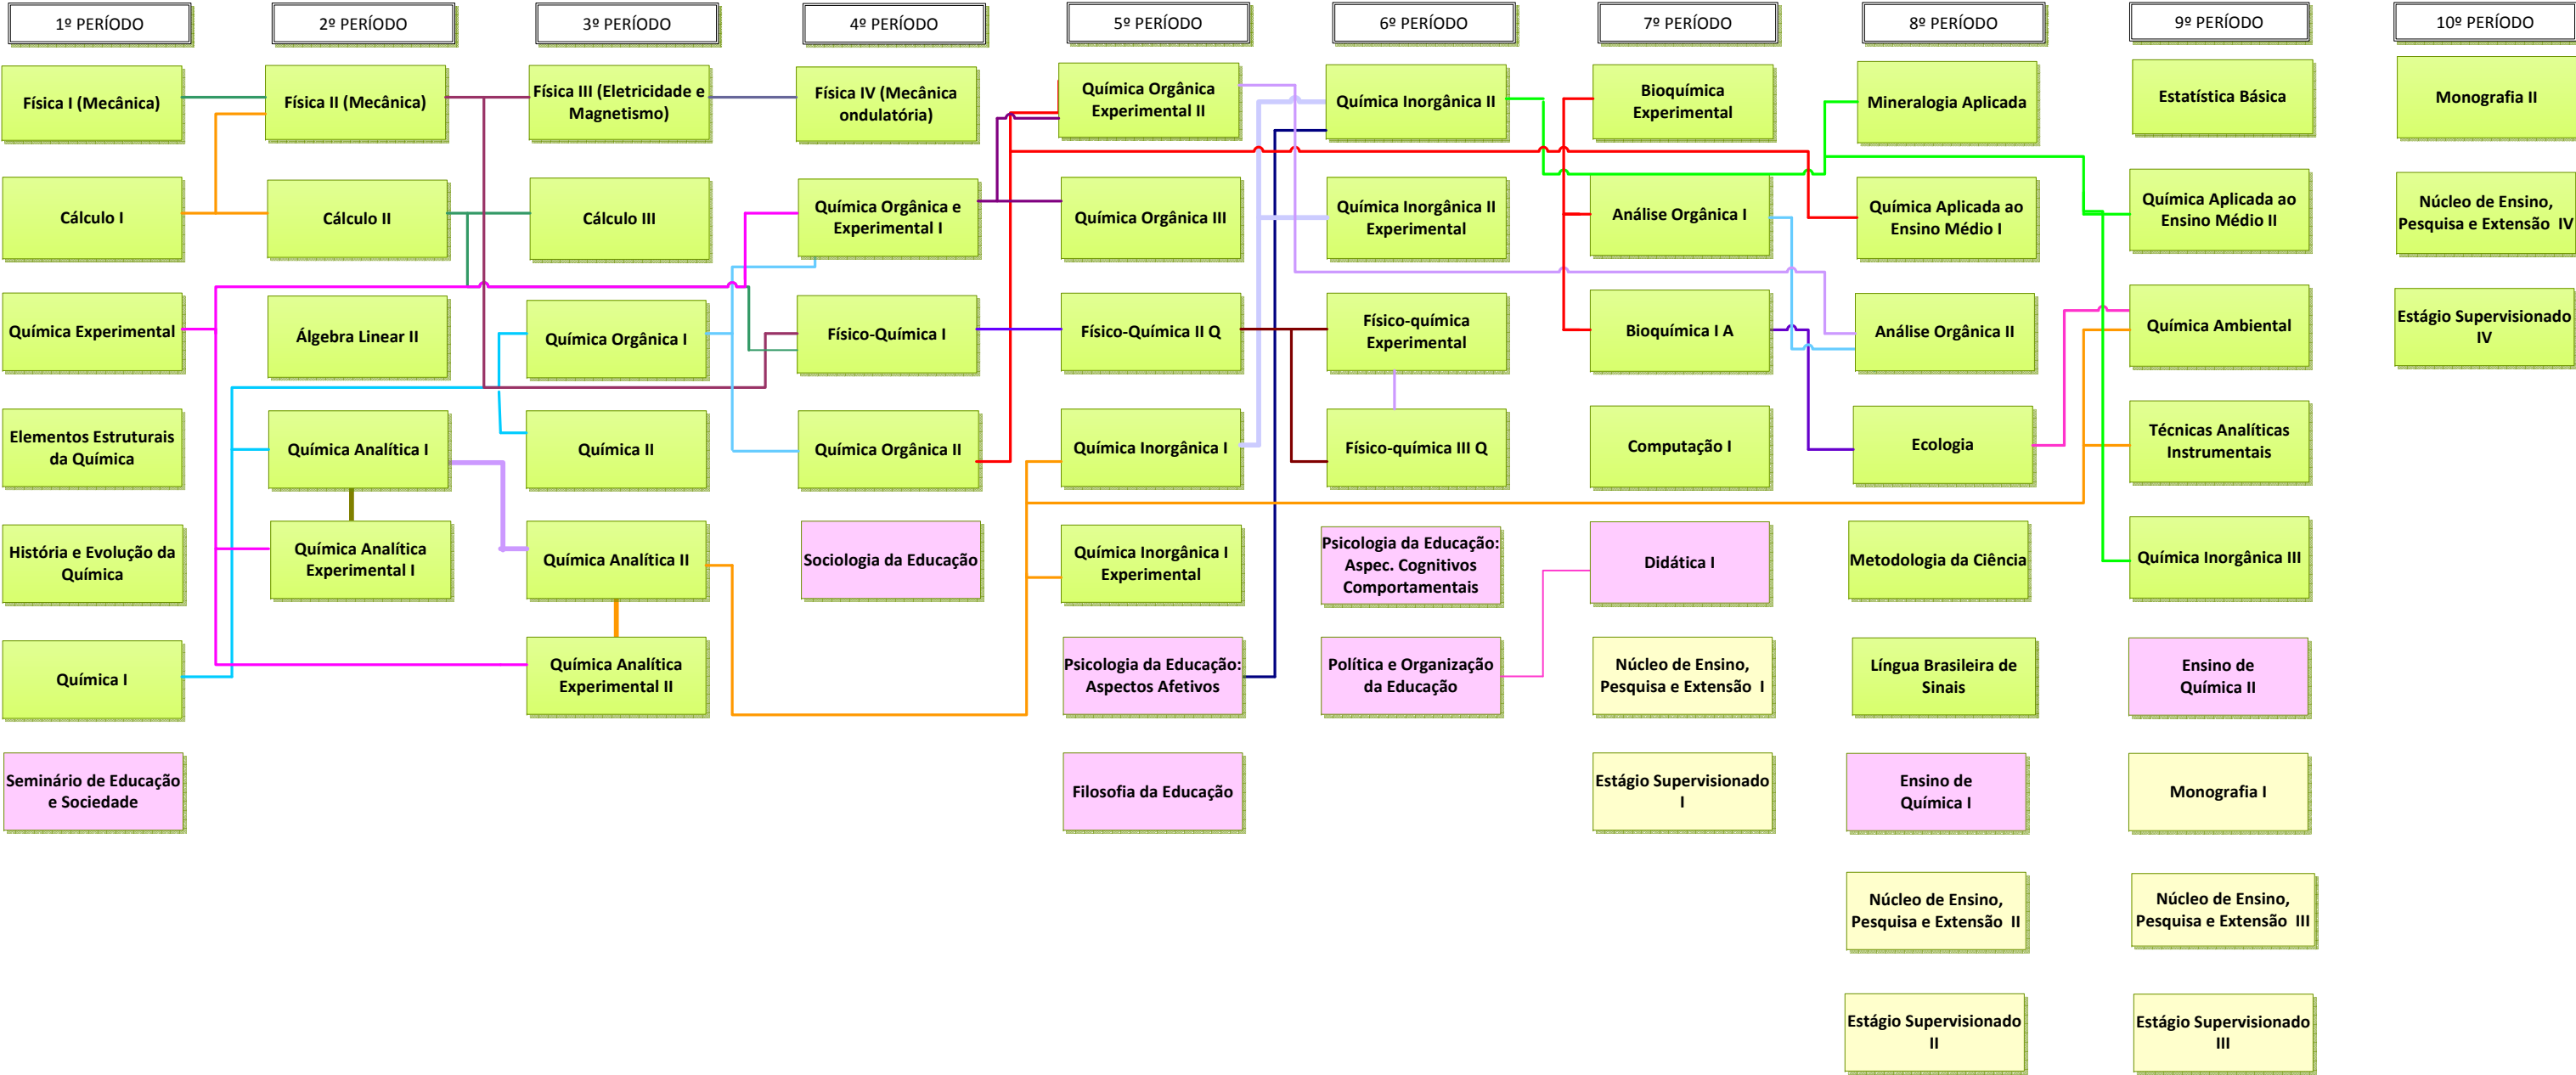 1º PERÍODO
2º PERÍODO
3º PERÍODO
4º PERÍODO
5º PERÍODO
6º PERÍODO
7º PERÍODO
8º PERÍODO
9º PERÍODO
10º PERÍODO
Física I (Mecânica)
Cálculo I
Química Experimental
Elementos Estruturais
da Química
História e Evolução da
Química
Química I
Seminário de Educação
e Sociedade
Física II (Mecânica)
Cálculo II
Álgebra Linear II
Química Analítica I
Química Analítica
Experimental I
Física III (Eletricidade e
Magnetismo)
Cálculo III
Química Orgânica I
Química II
Química Analítica II
Química Analítica
Experimental II
Física IV (Mecânica
ondulatória)
Química Orgânica e
Experimental I
Físico-Química I
Química Orgânica II
Sociologia da Educação
Química Orgânica
Experimental II
Química Orgânica III
Físico-Química II Q
Química Inorgânica I
Química Inorgânica I
Experimental
Psicologia da Educação:
Aspectos Afetivos
Filosofia da Educação
Química Inorgânica II
Química Inorgânica II
Experimental
Físico-química
Experimental
Físico-química III Q
Psicologia da Educação:
Aspec. Cognitivos
Comportamentais
Política e Organização
da Educação
Bioquímica
Experimental
Análise Orgânica I
Bioquímica I A
Computação I
Didática I
Núcleo de Ensino,
Pesquisa e Extensão I
Estágio Supervisionado
I
Mineralogia Aplicada
Química Aplicada ao
Ensino Médio I
Análise Orgânica II
Ecologia
Metodologia da Ciência
Língua Brasileira de
Sinais
Ensino de
Química I
Núcleo de Ensino,
Pesquisa e Extensão II
Estágio Supervisionado
II
Estatística Básica
Química Aplicada ao
Ensino Médio II
Química Ambiental
Técnicas Analíticas
Instrumentais
Química Inorgânica III
Ensino de
Química II
Monografia I
Núcleo de Ensino,
Pesquisa e Extensão III
Estágio Supervisionado
III
Monografia II
Núcleo de Ensino,
Pesquisa e Extensão IV
Estágio Supervisionado
IV